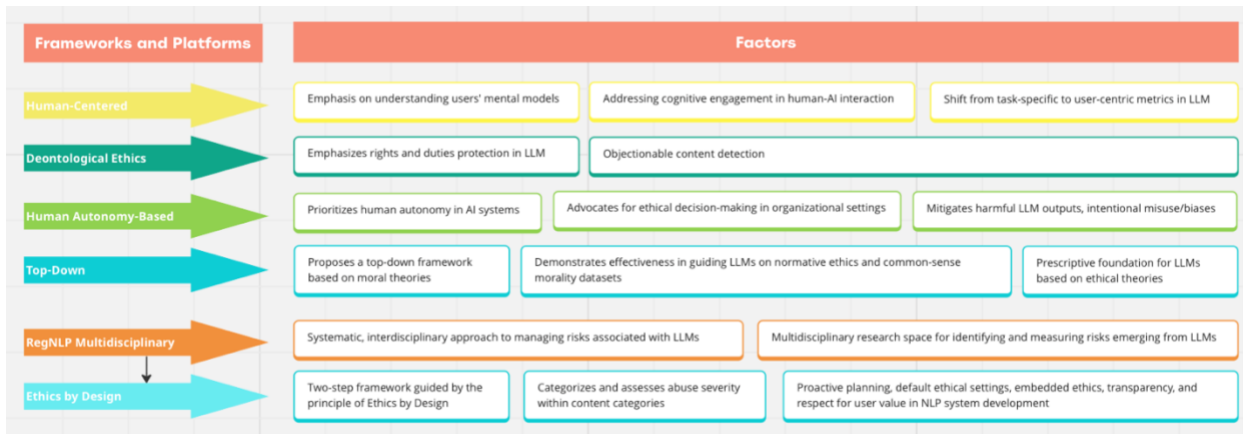 Frameworks and Platforms
Factors
Human-Centered
Emphasis on understanding users' mental models
Addressing cognitive engagement in human-AI interaction
Shift from task-specific to user-centric metrics in LLM
Deontological Ethics
Emphasizes rights and duties protection in LLM
Objectionable content detection
Human Autonomy-Based
Prioritizes human autonomy in AI systems
Advocates for ethical decision-making in organizational settings
Mitigates harmful LLM outputs, intentional misuse/biases
Top-Down
Proposes a top-down framework
based on moral theories
Demonstrates effectiveness in guiding LLMs on normative ethics and common-sense
morality datasets
Prescriptive foundation for LLMs
based on ethical theories
RegNLP Multidisciplinary
Systematic, interdisciplinary approach to managing risks associated with LLMs
Multidisciplinary research space for identifying and measuring risks emerging from LLMs
Ethics by Design
Two-step framework guided by the
principle of Ethics by Design
Categorizes and assesses abuse severity
within content categories
Proactive planning, default ethical settings, embedded ethics, transparency, and
respect for user value in NLP system development